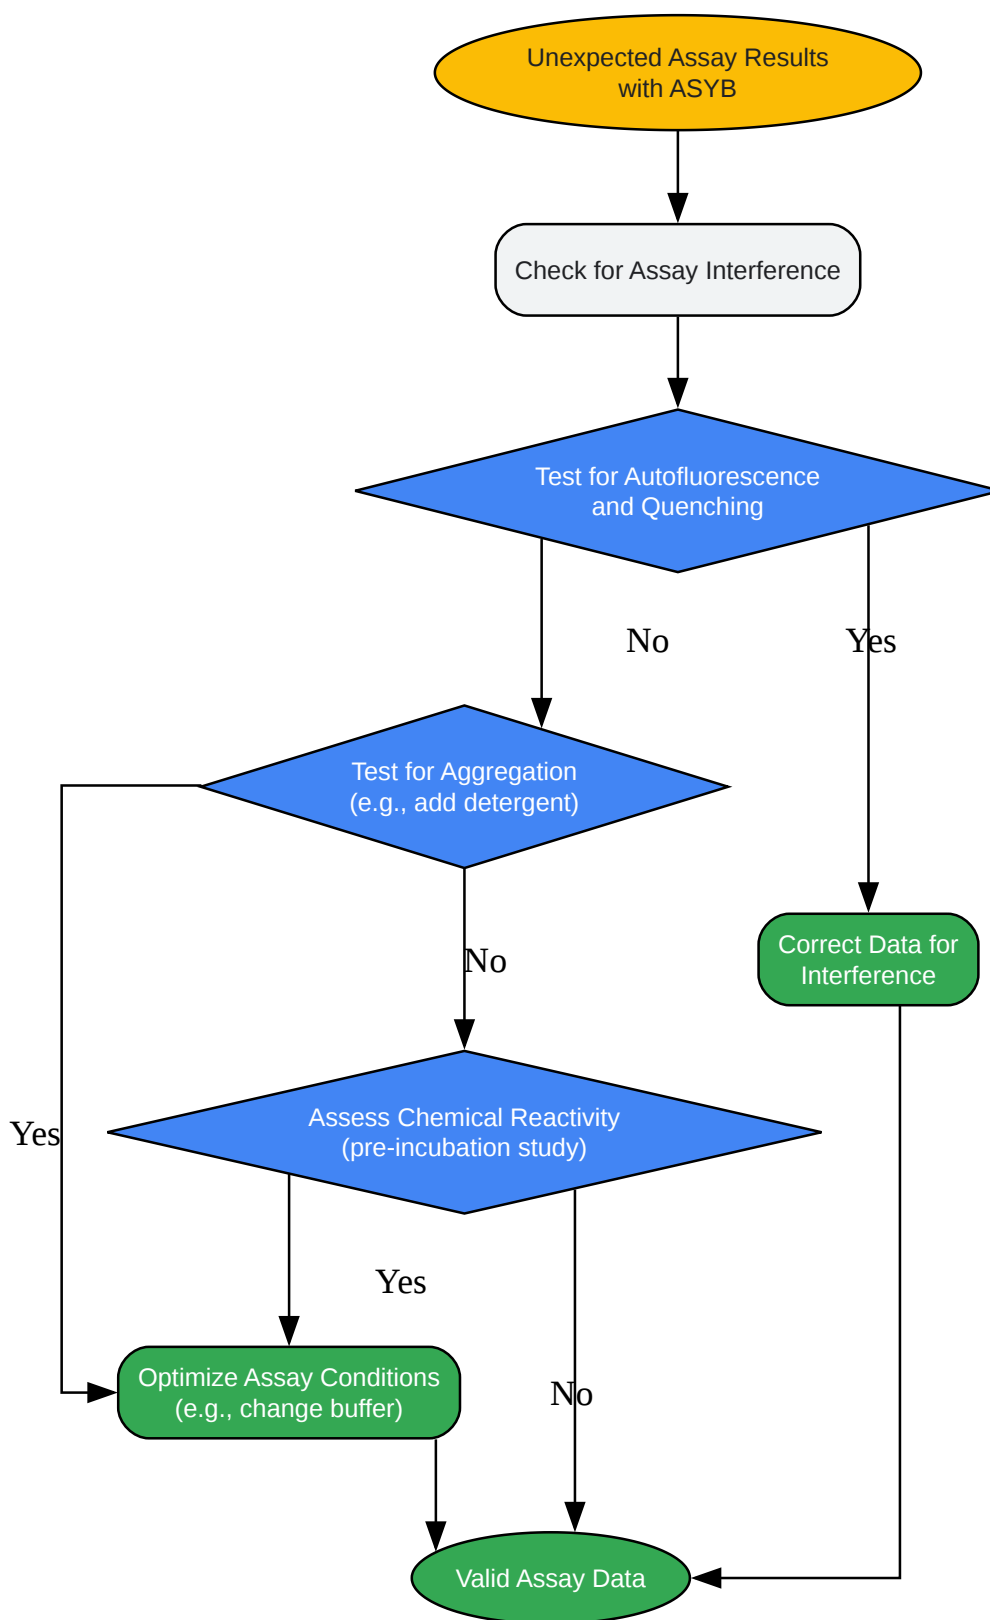 Unexpected Assay Results
with ASYB
Check for Assay Interference
Test for Autofluorescence
and Quenching
No
Yes
Test for Aggregation
(e.g., add detergent)
Correct Data for
Interference
No
Assess Chemical Reactivity
(pre-incubation study)
Yes
Yes
Optimize Assay Conditions
(e.g., change buffer)
No
Valid Assay Data